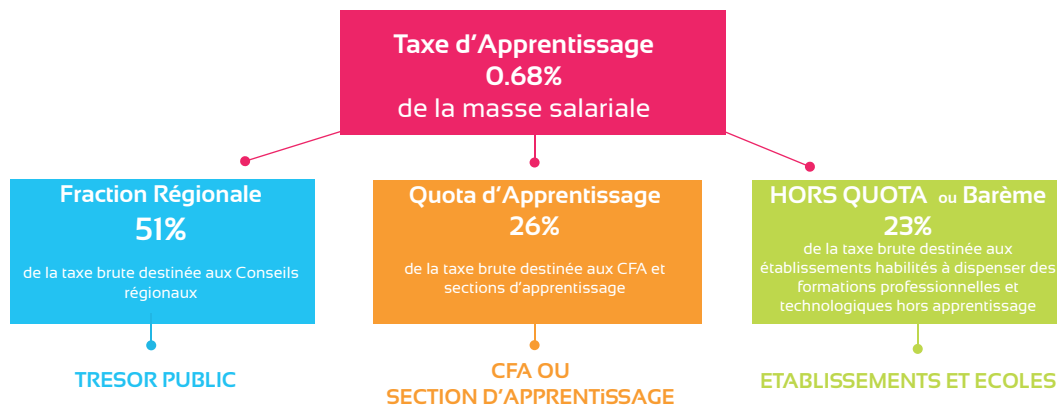 Taxe d'Apprentissage
0.68%
de la masse salariale
Fraction Régionale
51%
de la taxe brute destinée aux Conseils
régionaux
TRESOR PUBLIC
Quota d'Apprentissage
26%
de la taxe brute destinée aux CFA et
sections d'apprentissage
CFA OU
SECTION D'APPRENTiSSAGE
HORS QUOTA ou Barème
23%
de la taxe brute destinée aux
établissements habilités à dispenser des
formations professionnelles et
technologiques hors apprentissage
ETABLISSEMENTS ET ECOLES